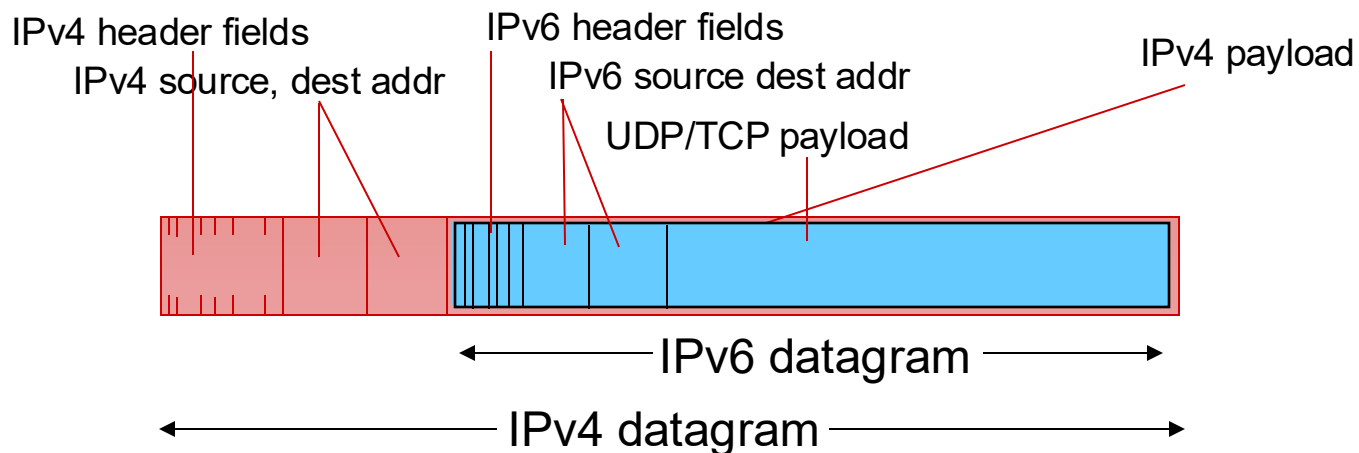 IPv4 header fields
IPv6 header fields
IPv4 payload
IPv4 source, dest addr
IPv6 source dest addr
UDP/TCP payload
IPv6 datagram
IPv4 datagram